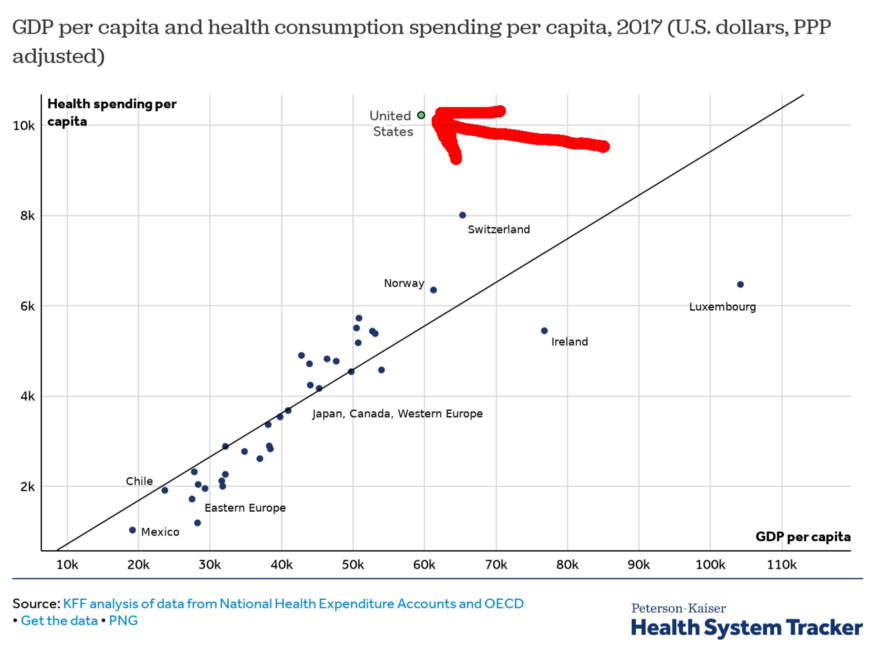 GDP per capita and health consumption spending per capita, 2017 (U.S. dollars, PPP
adjusted)
Health spending per
capita
10k
8k
6k
4k
2k
United
States
Switzerland
Norway
Luxembourg
Ireland
Japan, Canada, Western Europe
Chile
Eastern Europe
Mexico
GDP per capita
10k 20k 30k 40k 50k 60k 70k 80k 90k 100k 110k
Source: KFF analysis of data from National Health Expenditure Accounts and OECD
• Get the data • PNG
Peterson-Kaiser
Health System Tracker